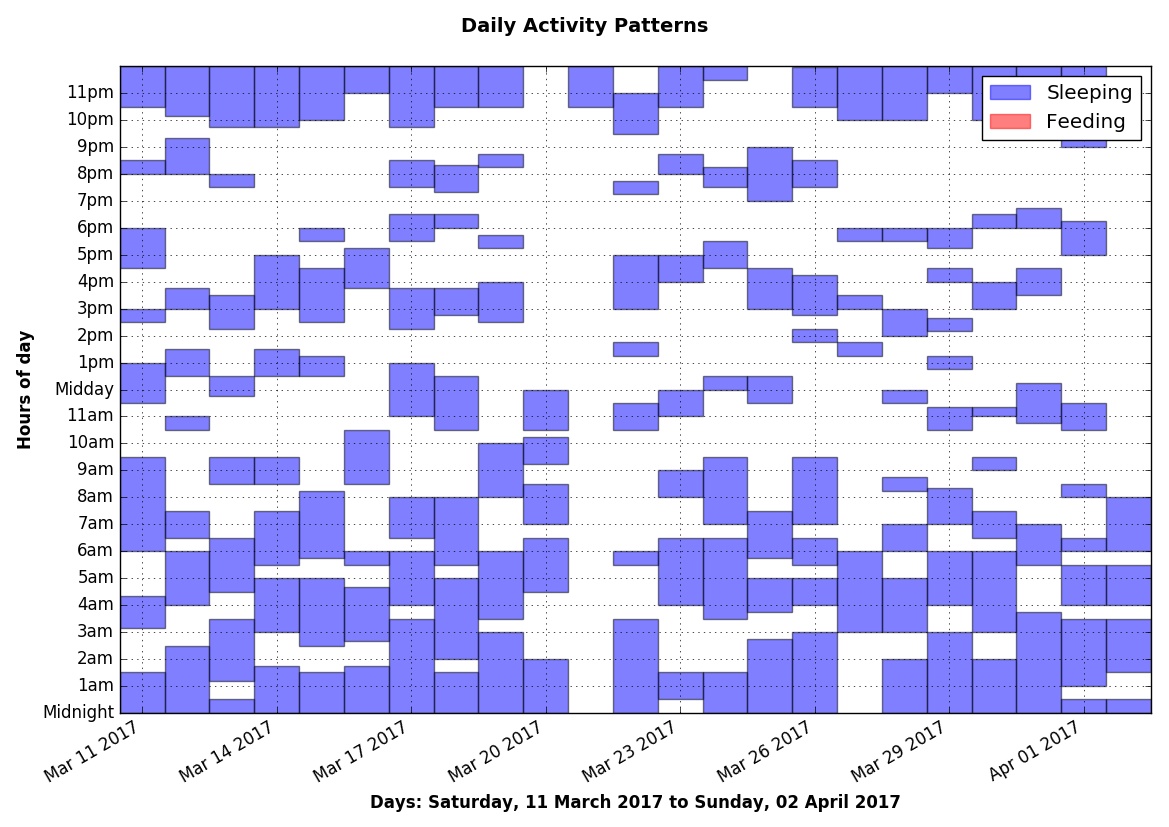 Daily Activity Patterns
Sleeping
Feeding
Hours of day
11pm
10pm
9pm
8pm
7pm
6pm
5pm
4pm
3pm
2pm
1pm
Midday
11am
10am
9am
8am
7am
6am
5am
4am
3am
2am
1am
Midnight
Mar 11 2017
Mar 14 2017
Mar 17 2017
Mar 20 2017
Mar 23 2017
Mar 26 2017
Mar 29 2017
Apr 01 2017
Days: Saturday, 11 March 2017 to Sunday, 02 April 2017